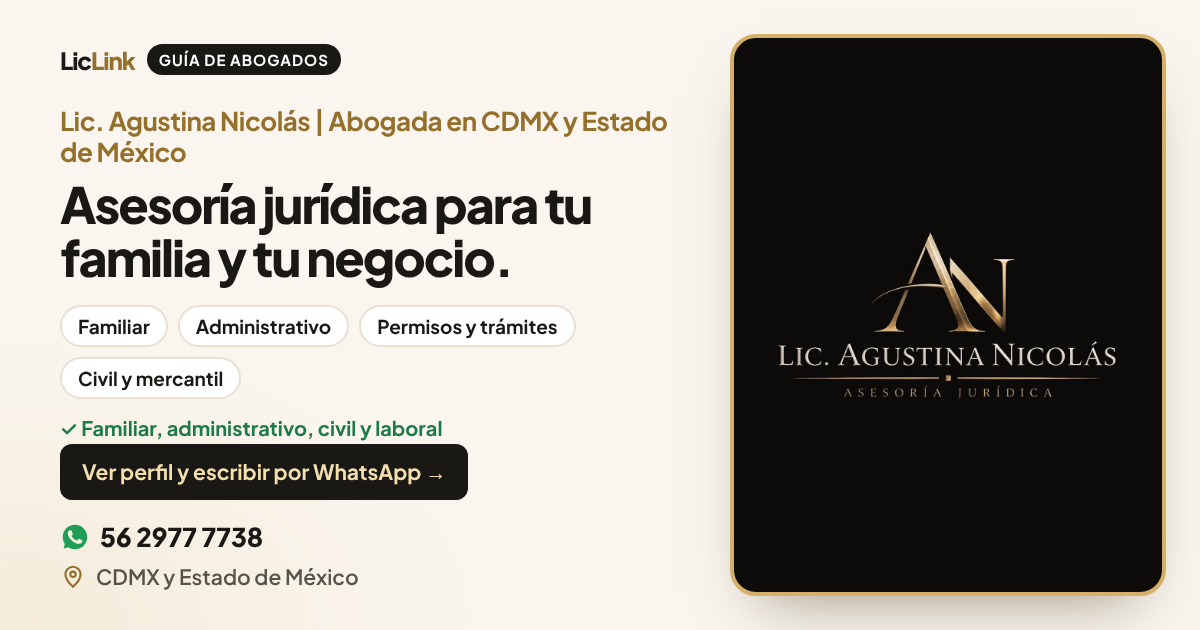 LicLink GUÍA DE ABOGADOS
Lic. Agustina Nicolás | Abogada en CDMX y Estado
de México
Asesoría jurídica para tu
familia y tu negocio.
Familiar Administrativo Permisos y trámites
Civil y mercantil
✓ Familiar, administrativo, civil y laboral
Ver perfil y escribir por WhatsApp →
56 2977 7738
CDMX y Estado de México
AN
LIC. AGUSTINA NICOLÁS
ASESORÍA JURÍDICA